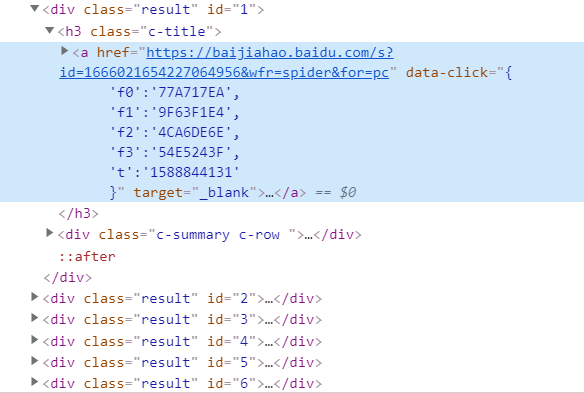 <div class="result" id="1">
<h3 class="c-title">
<a href="https://baijiahao.baidu.com/s?
id=1666021654227064956&wfr=spider&for=pc" data-click="{
'f0':'77A717EA',
'f1':'9F63F1E4',
'f2':'4CA6DE6E',
'f3':'54E5243F',
't':'1588844131'
}" target="_blank">…</a> == $0
</h3>
<div class="c-summary c-row ">…</div>
::after
</div>
<div class="result" id="2">…</div>
<div class="result" id="3">…</div>
<div class="result" id="4">…</div>
<div class="result" id="5">…</div>
<div class="result" id="6">…</div>